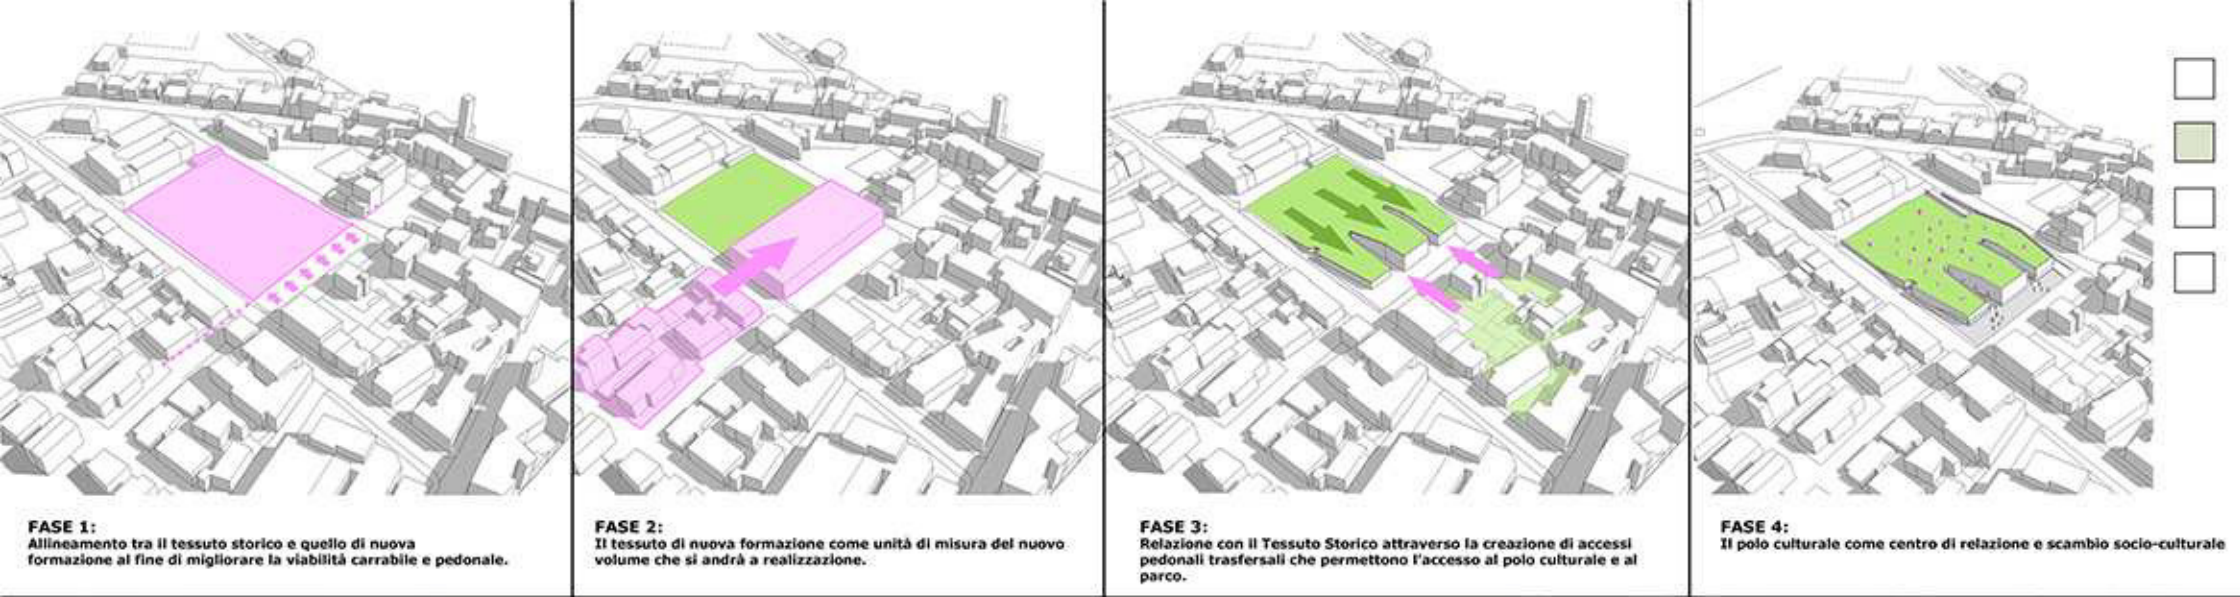 FASE 1:
Allineamento tra il tessuto storico e quello di nuova
formazione al fine di migliorare la viabilità carrabile e pedonale.
FASE 2:
Il tessuto di nuova formazione come unità di misura del nuovo
volume che si andrà a realizzazione.
FASE 3:
Relazione con il Tessuto Storico attraverso la creazione di accessi
pedonali trasfersali che permettono l'accesso al polo culturale e al
parco.
FASE 4:
Il polo culturale come centro di relazione e scambio socio-culturale